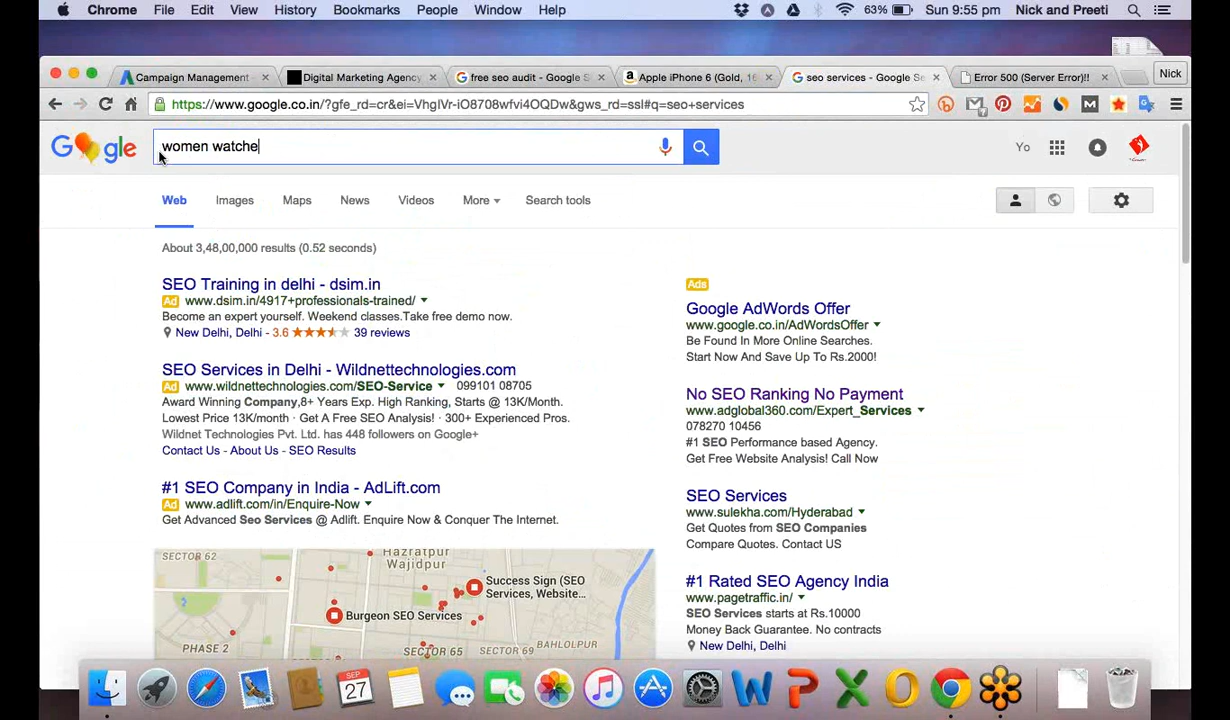 Chrome File Edit View History Bookmarks People Window Help 63% Sun 9:55 pm Nick and Preeti
Campaign Management - Digital Marketing Agency, free seo audit - Google S Apple iPhone 6 (Gold, 16 seo services - Google Se Error 500 (Server Error)!! Nick
https://www.google.co.in/?gfe_rd=cr&ei=VhgIVr-iO8708wfvi4OQDw&gws_rd=ssl#q=seo+services
Google women watche Yo
Web Images Maps News Videos More Search tools
About 3,48,00,000 results (0.52 seconds)
SEO Training in delhi - dsim.in
Ad www.dsim.in/4917+professionals-trained/
Become an expert yourself. Weekend classes.Take free demo now.
New Delhi, Delhi - 3.6 39 reviews
SEO Services in Delhi - Wildnettechnologies.com
Ad www.wildnettechnologies.com/SEO-Service 099101 08705
Award Winning Company,8+ Years Exp. High Ranking, Starts @ 13K/Month.
Lowest Price 13K/month · Get A Free SEO Analysis! · 300+ Experienced Pros.
Wildnet Technologies Pvt. Ltd. has 448 followers on Google+
Contact Us - About Us - SEO Results
#1 SEO Company in India - AdLift.com
Ad www.adlift.com/in/Enquire-Now
Get Advanced Seo Services @ Adlift. Enquire Now & Conquer The Internet.
SECTOR 62
Hazratpur
Wajidpur
Success Sign (SEO
Services, Website...
Burgeon SEO Services
BAHLOLPUR
PHASE 2 SECTOR 65 SECTOR 69
Ads
Google AdWords Offer
www.google.co.in/AdWordsOffer
Be Found In More Online Searches.
Start Now And Save Up To Rs.2000!
No SEO Ranking No Payment
www.adglobal360.com/Expert_Services
078270 10456
#1 SEO Performance based Agency.
Get Free Website Analysis! Call Now
SEO Services
www.sulekha.com/Hyderabad
Get Quotes from SEO Companies
Compare Quotes. Contact US
#1 Rated SEO Agency India
www.pagetraffic.in/
SEO Services starts at Rs.10000
Money Back Guarantee. No contracts
New Delhi, Delhi
SEP
27